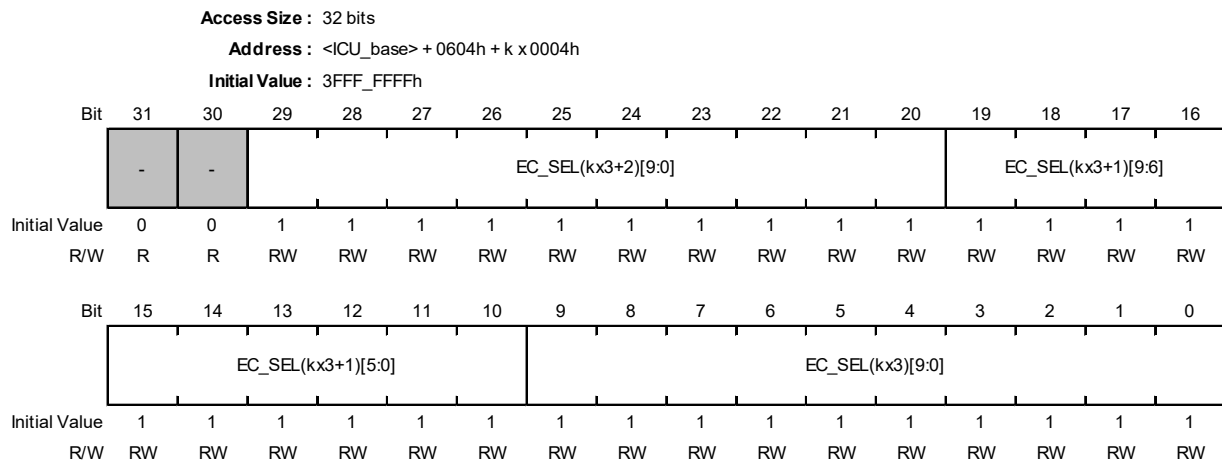 Access Size : 32 bits
Address : <ICU_base> + 0604h + k x 0004h
Initial Value : 3FFF_FFFFh
Bit 31 30 29 28 27 26 25 24 23 22 21 20 19 18 17 16
- - EC_SEL(kx3+2)[9:0] EC_SEL(kx3+1)[9:6]
Initial Value 0 0 1 1 1 1 1 1 1 1 1 1 1 1 1 1
R/W R R RW RW RW RW RW RW RW RW RW RW RW RW RW RW
Bit 15 14 13 12 11 10 9 8 7 6 5 4 3 2 1 0
EC_SEL(kx3+1)[5:0] EC_SEL(kx3)[9:0]
Initial Value 1 1 1 1 1 1 1 1 1 1 1 1 1 1 1 1
R/W RW RW RW RW RW RW RW RW RW RW RW RW RW RW RW RW